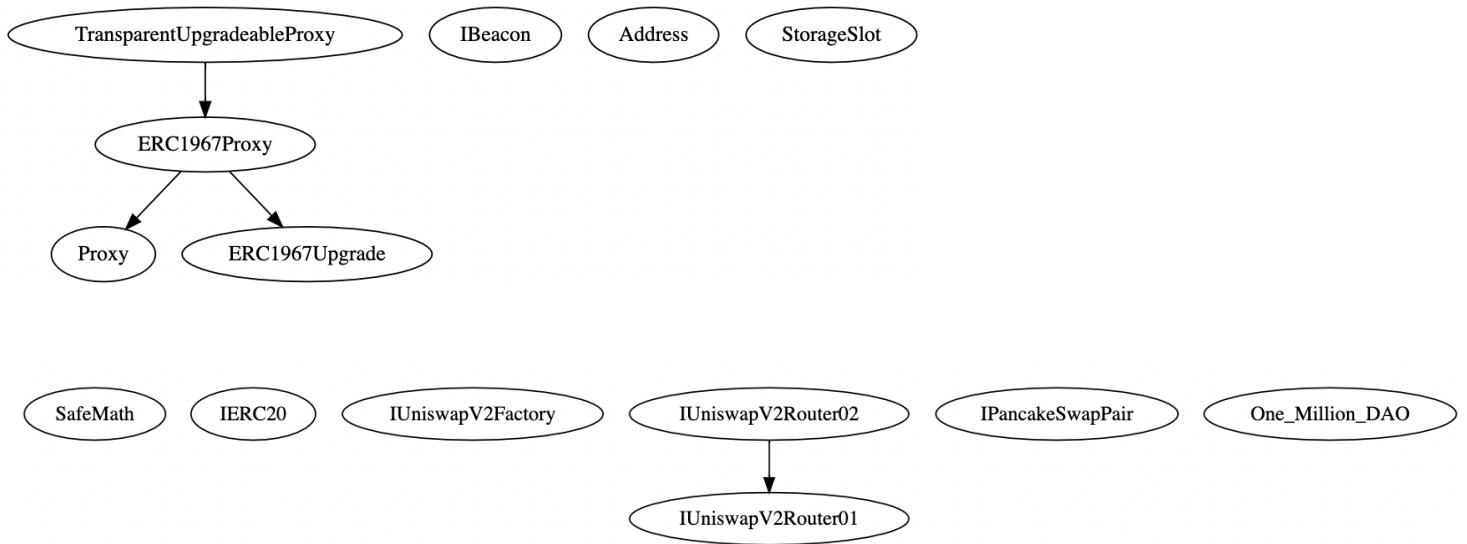 TransparentUpgradeableProxy IBeacon Address StorageSlot
ERC1967Proxy
Proxy ERC1967Upgrade
SafeMath IERC20 IUniswapV2Factory IUniswapV2Router02 IPancakeSwapPair One_Million_DAO
IUniswapV2Router01